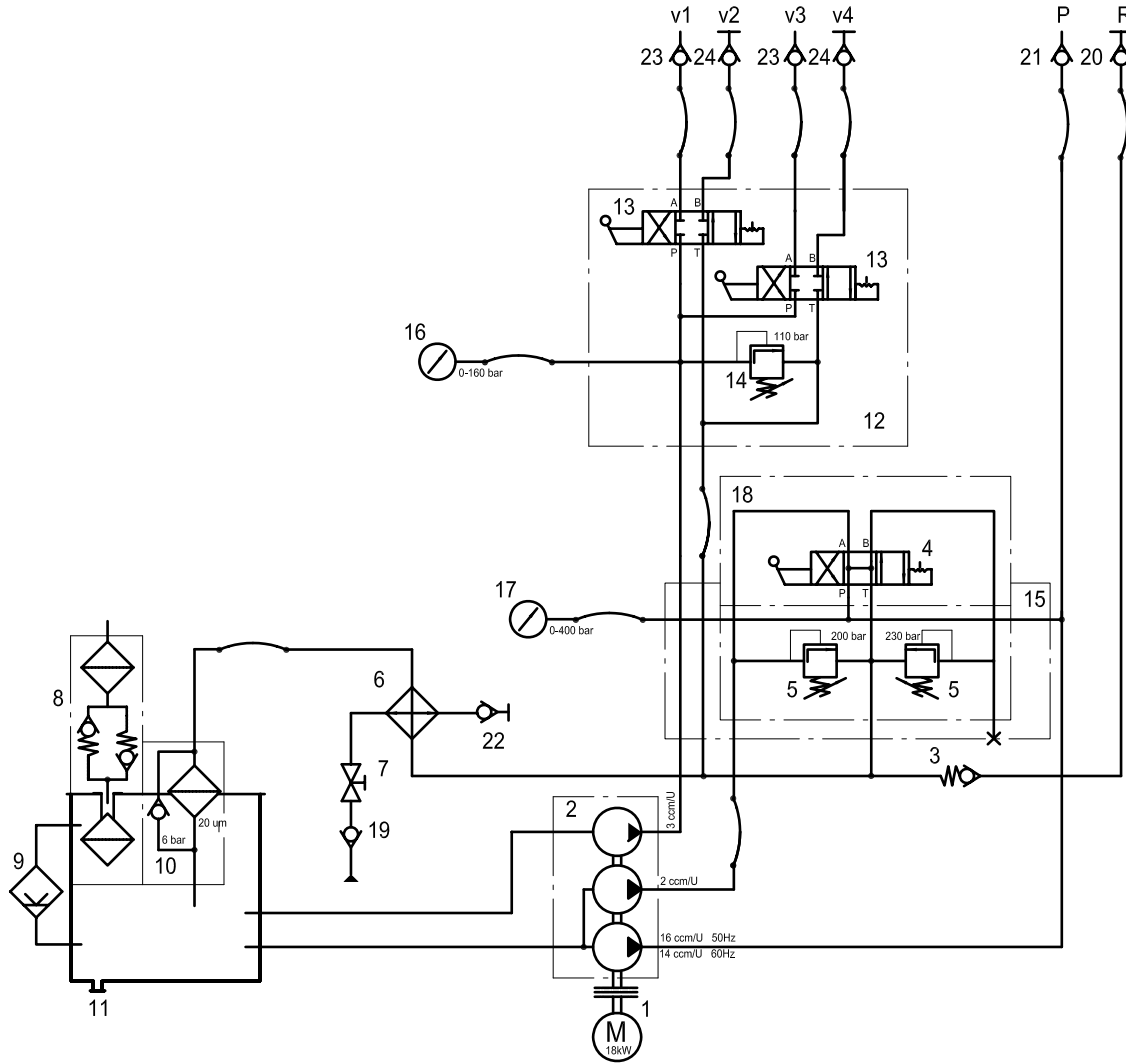 v1 v2 v3 v4 P R
23 24 23 24 21 20
A B
13
P T
A B
13
P T
16
0-160 bar
110 bar
14
12
18
A B
4
P T
17
0-400 bar
15
200 bar 230 bar
5 5
6
8
22
3
7
2
3 ccm/U
20 um
6 bar
10
9
19
2 ccm/U
16 ccm/U 50Hz
14 ccm/U 60Hz
11
1
M
18kW